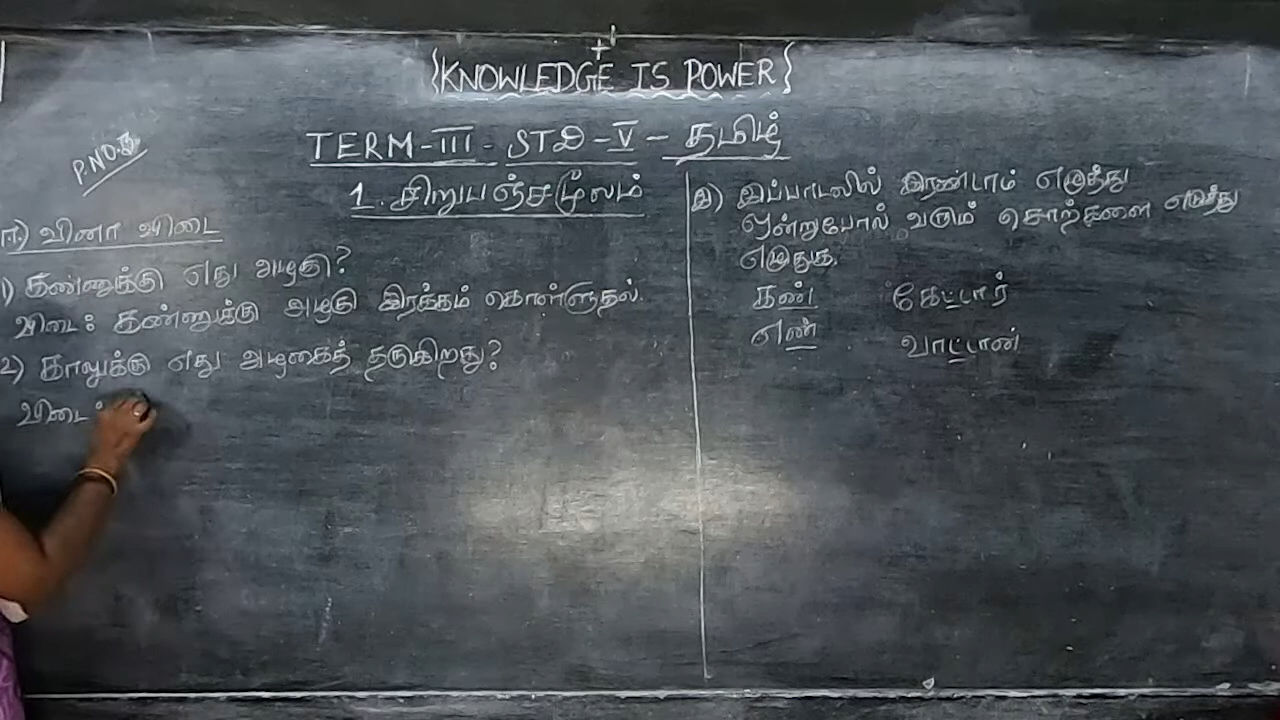 KNOWLEDGE IS POWER
TERM-III - STD-V - தமிழ்
1. சிறுபஞ்சமூலம்
P.NO.
வினா விடை
1) கண்ணுக்கு எது அழகு?
விடை: கண்ணுக்கு அழகு இரக்கம் கொள்ளுதல்.
2) காலுக்கு எது அழகைத் தருகிறது?
விடை:
இ) இப்பாடலில் இரண்டாம் எழுத்து
ஒன்றுபோல் வரும் சொற்களை எடுத்து
எழுதுக.
கண் கேட்டார்
எண் வாட்டான்